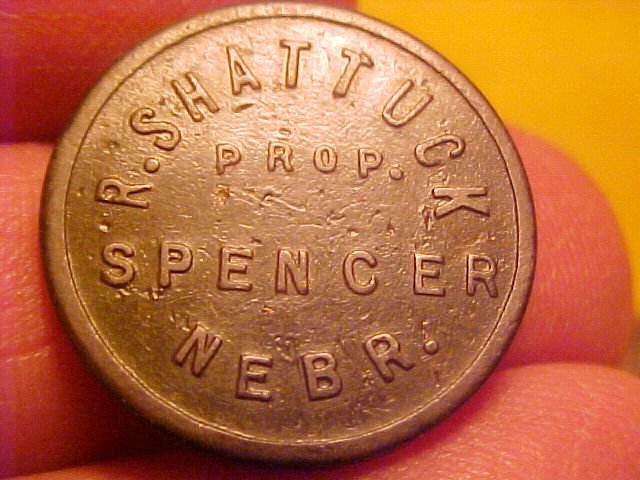 R. SHATTUCK
PROP.
SPENCER
NEBR.